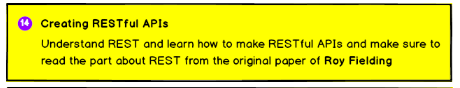 14 Creating RESTful APIs
Understand REST and learn how to make RESTful APIs and make sure to
read the part about REST from the original paper of Roy Fielding